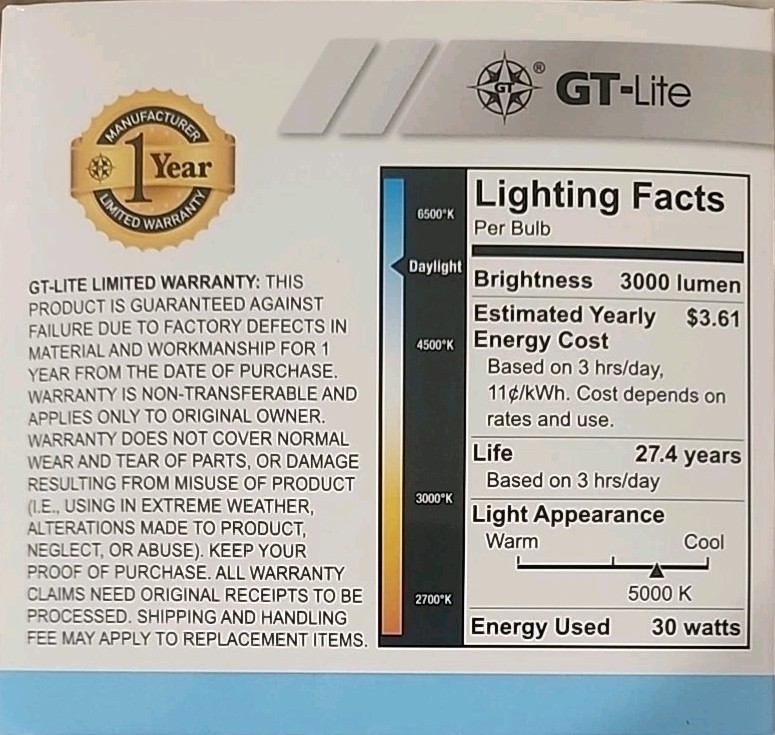 GT® GT-Lite
MANUFACTURER
1 Year
LIMITED WARRANTY
GT-LITE LIMITED WARRANTY: THIS
PRODUCT IS GUARANTEED AGAINST
FAILURE DUE TO FACTORY DEFECTS IN
MATERIAL AND WORKMANSHIP FOR 1
YEAR FROM THE DATE OF PURCHASE.
WARRANTY IS NON-TRANSFERABLE AND
APPLIES ONLY TO ORIGINAL OWNER.
WARRANTY DOES NOT COVER NORMAL
WEAR AND TEAR OF PARTS, OR DAMAGE
RESULTING FROM MISUSE OF PRODUCT
(I.E., USING IN EXTREME WEATHER,
ALTERATIONS MADE TO PRODUCT,
NEGLECT, OR ABUSE). KEEP YOUR
PROOF OF PURCHASE. ALL WARRANTY
CLAIMS NEED ORIGINAL RECEIPTS TO BE
PROCESSED. SHIPPING AND HANDLING
FEE MAY APPLY TO REPLACEMENT ITEMS.
6500°K
Daylight
4500°K
3000°K
2700°K
Lighting Facts
Per Bulb
Brightness 3000 lumen
Estimated Yearly $3.61
Energy Cost
Based on 3 hrs/day,
11¢/kWh. Cost depends on
rates and use.
Life 27.4 years
Based on 3 hrs/day
Light Appearance
Warm Cool
5000 K
Energy Used 30 watts